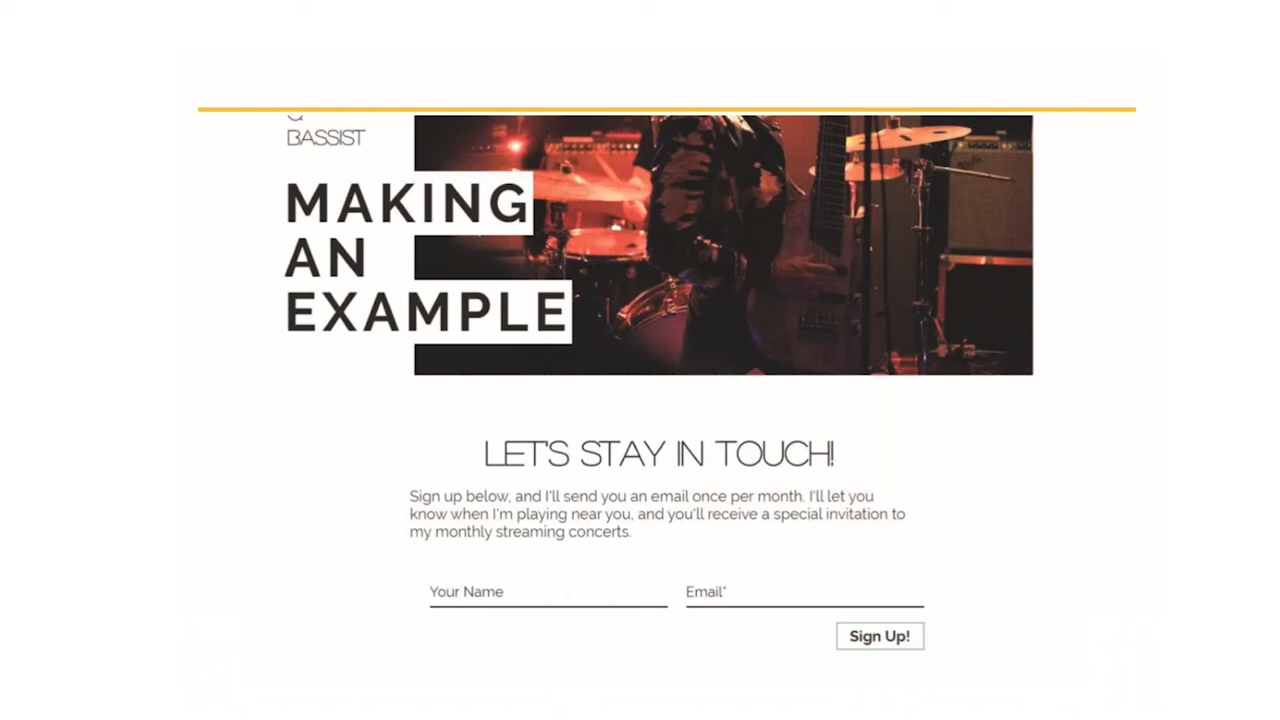 BASSIST
MAKING
AN
EXAMPLE
LET'S STAY IN TOUCH!
Sign up below, and I'll send you an email once per month. I'll let you
know when I'm playing near you, and you'll receive a special invitation to
my monthly streaming concerts.
Your Name
Email*
Sign Up!